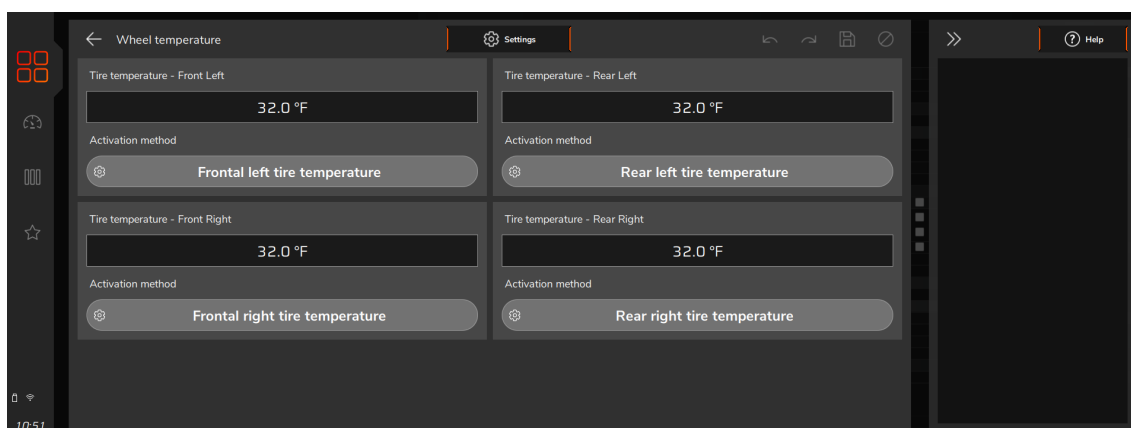 Wheel temperature
Settings
Help
Tire temperature - Front Left
32.0 °F
Activation method
Frontal left tire temperature
Tire temperature - Rear Left
32.0 °F
Activation method
Rear left tire temperature
Tire temperature - Front Right
32.0 °F
Activation method
Frontal right tire temperature
Tire temperature - Rear Right
32.0 °F
Activation method
Rear right tire temperature
10:51